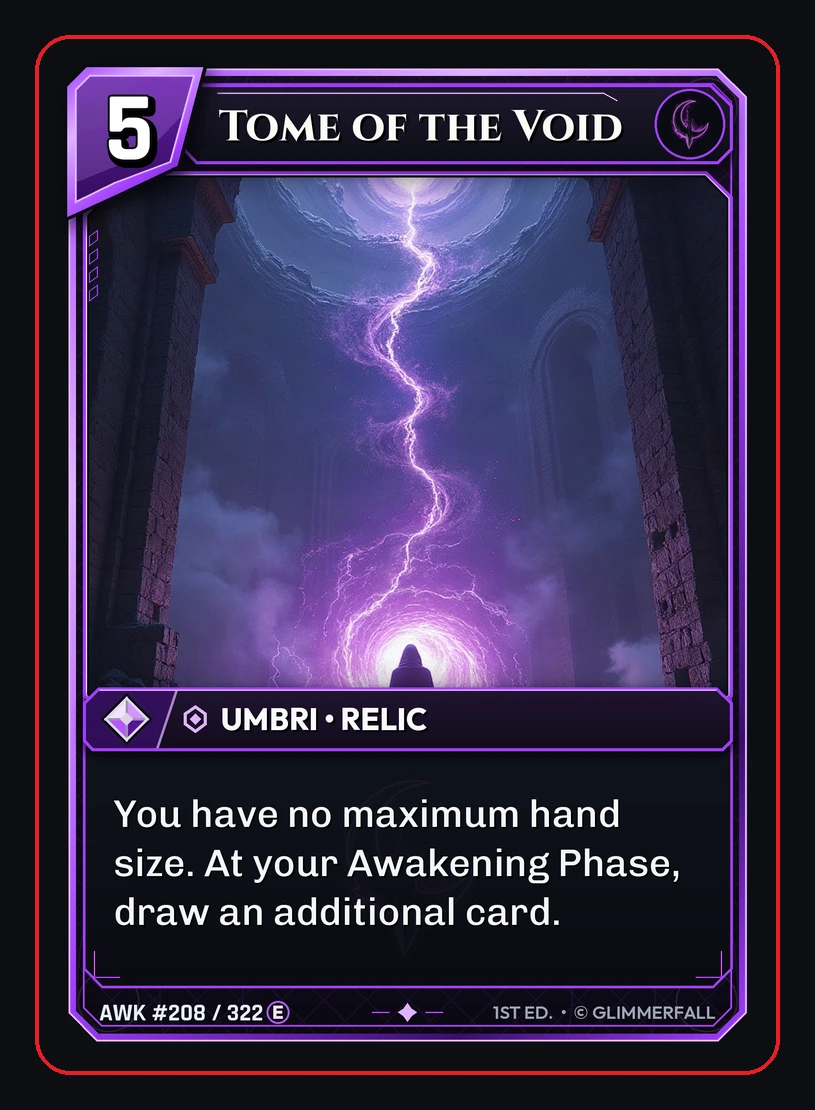 5
Tome of the Void
UMBRI • RELIC
You have no maximum hand
size. At your Awakening Phase,
draw an additional card.
AWK #208 / 322 E
1ST ED. • © GLIMMERFALL